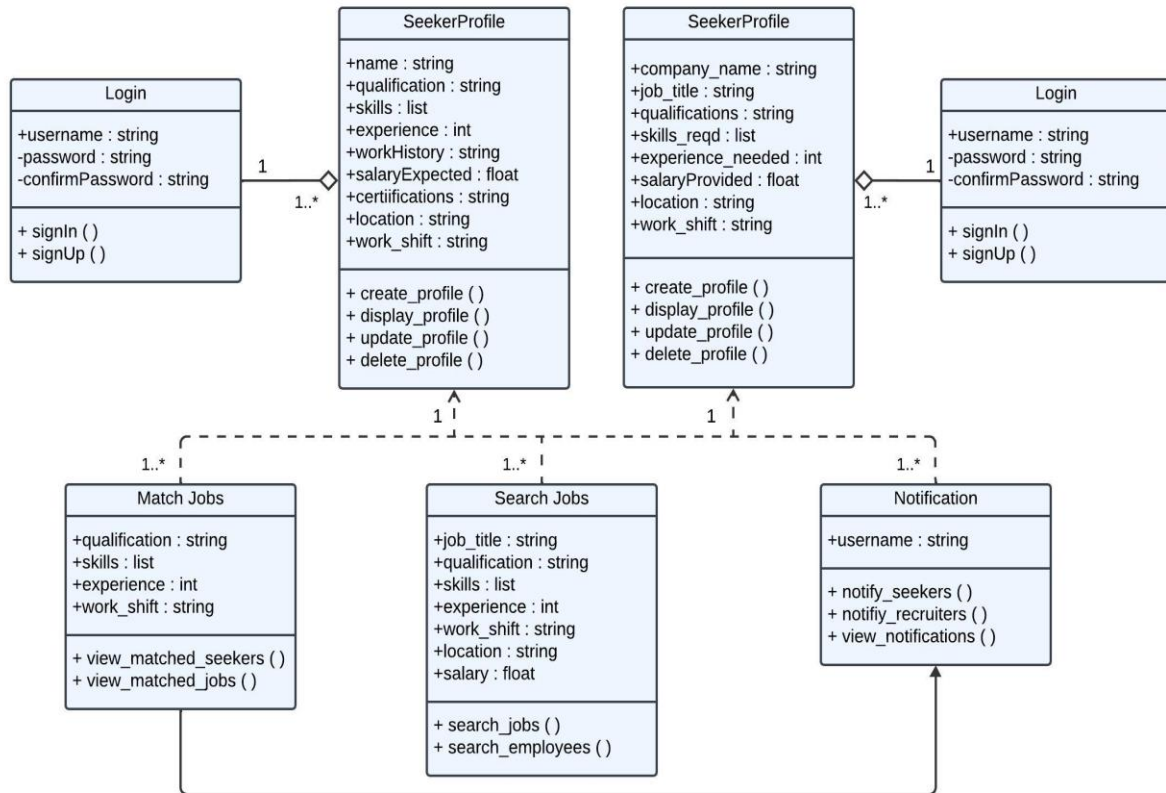 SeekerProfile
+name : string
+qualification : string
+skills : list
+experience : int
+workHistory : string
+salaryExpected : float
+certiifications : string
+location : string
+work_shift : string
+ create_profile ( )
+ display_profile ( )
+ update_profile ( )
+ delete_profile ( )
SeekerProfile
+company_name : string
+job_title : string
+qualifications : string
+skills_reqd : list
+experience_needed : int
+salaryProvided : float
+location : string
+work_shift : string
+ create_profile ( )
+ display_profile ( )
+ update_profile ( )
+ delete_profile ( )
Login
+username : string
-password : string
-confirmPassword : string
+ signIn ( )
+ signUp ( )
1
1..*
Login
+username : string
-password : string
-confirmPassword : string
+ signIn ( )
+ signUp ( )
1
1..*
1
1
1..*
1..*
1..*
Match Jobs
+qualification : string
+skills : list
+experience : int
+work_shift : string
+ view_matched_seekers ( )
+ view_matched_jobs ( )
Search Jobs
+job_title : string
+qualification : string
+skills : list
+experience : int
+work_shift : string
+location : string
+salary : float
+ search_jobs ( )
+ search_employees ( )
Notification
+username : string
+ notify_seekers ( )
+ notifiy_recruiters ( )
+ view_notifications ( )